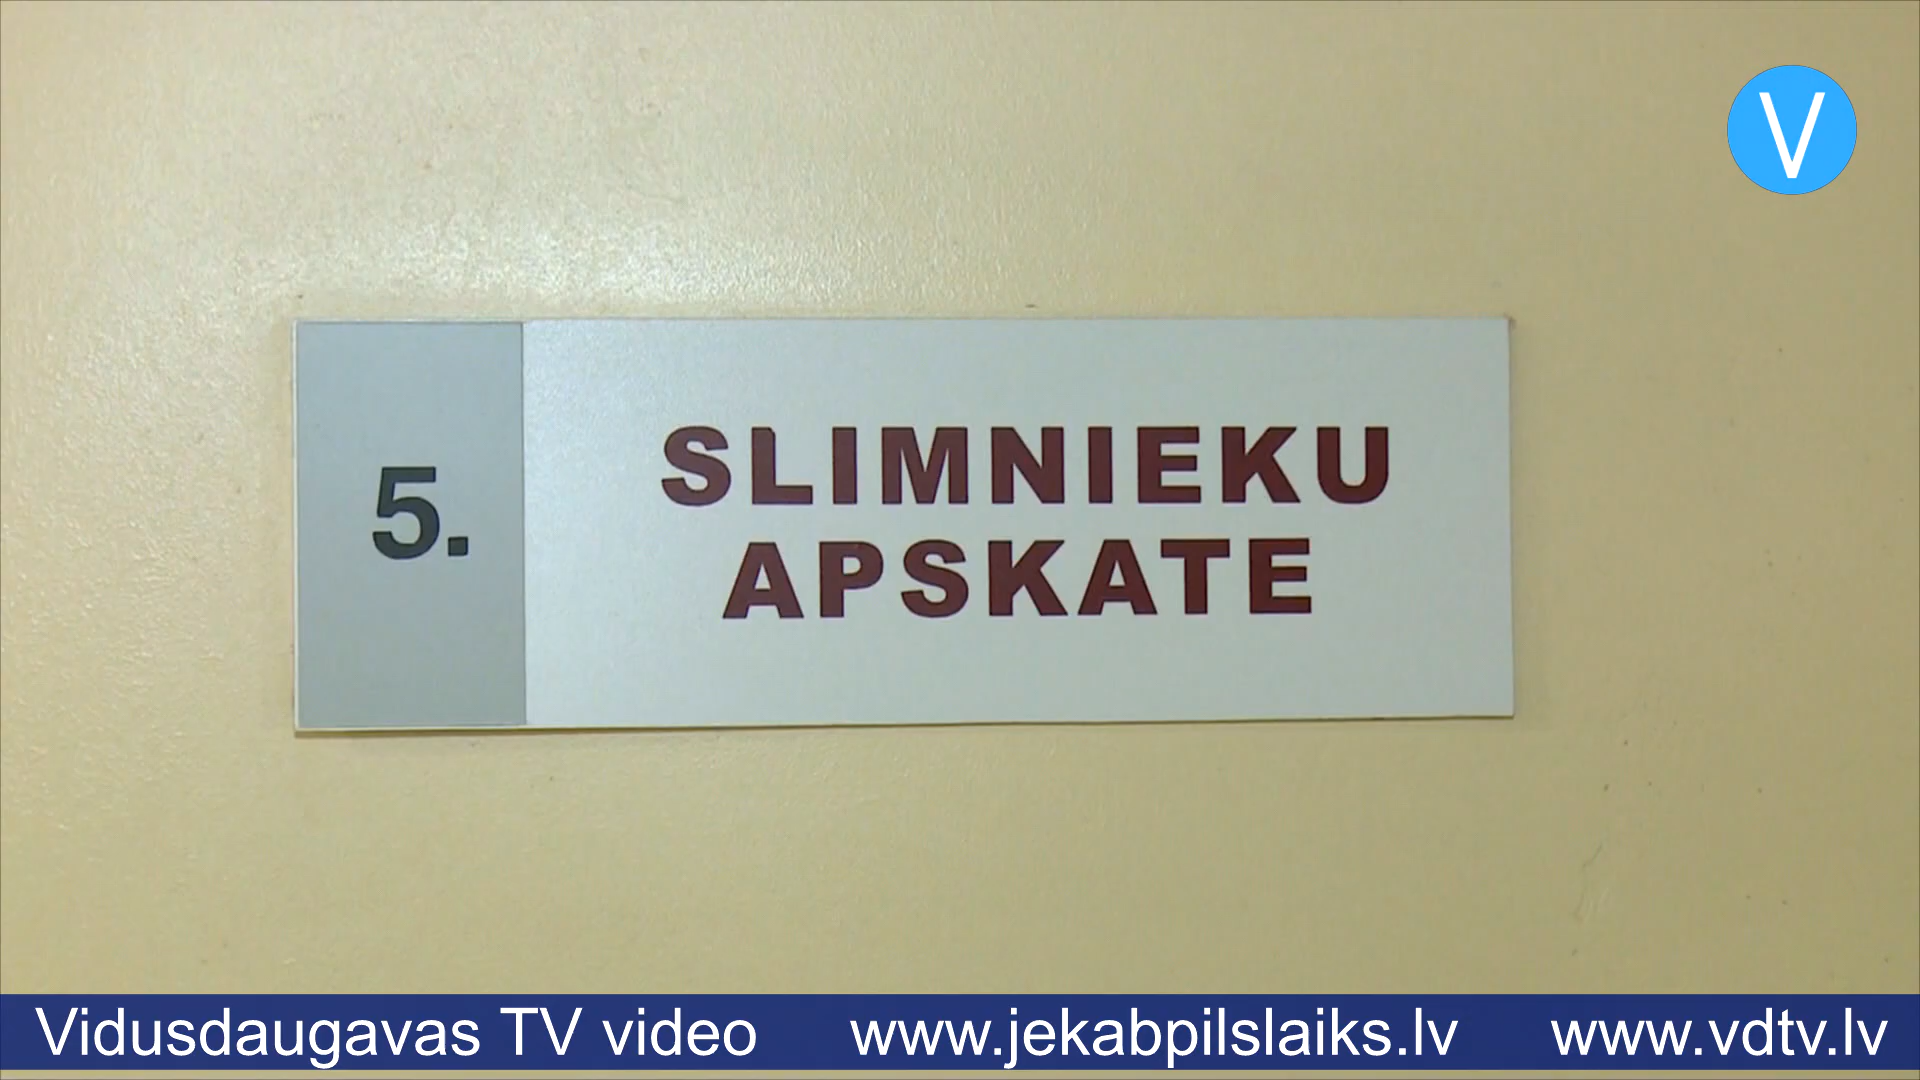 V
5.
SLIMNIEKU
APSKATE
Vidusdaugavas TV video www.jekabpilslaiks.lv www.vdtv.lv